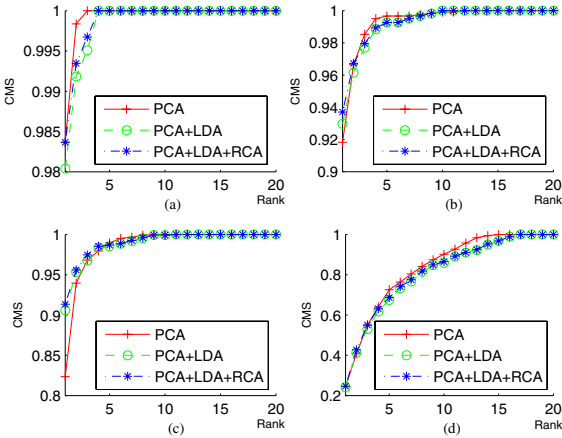 1
0.995
0.99
0.985
0.98
CMS
PCA
PCA+LDA
PCA+LDA+RCA
5 10 15 20
Rank
(a)
1
0.98
0.96
0.94
0.92
0.9
CMS
PCA
PCA+LDA
PCA+LDA+RCA
5 10 15 20
Rank
(b)
1
0.95
0.9
0.85
0.8
CMS
PCA
PCA+LDA
PCA+LDA+RCA
5 10 15 20
Rank
(c)
1
0.8
0.6
0.4
0.2
CMS
PCA
PCA+LDA
PCA+LDA+RCA
5 10 15 20
Rank
(d)